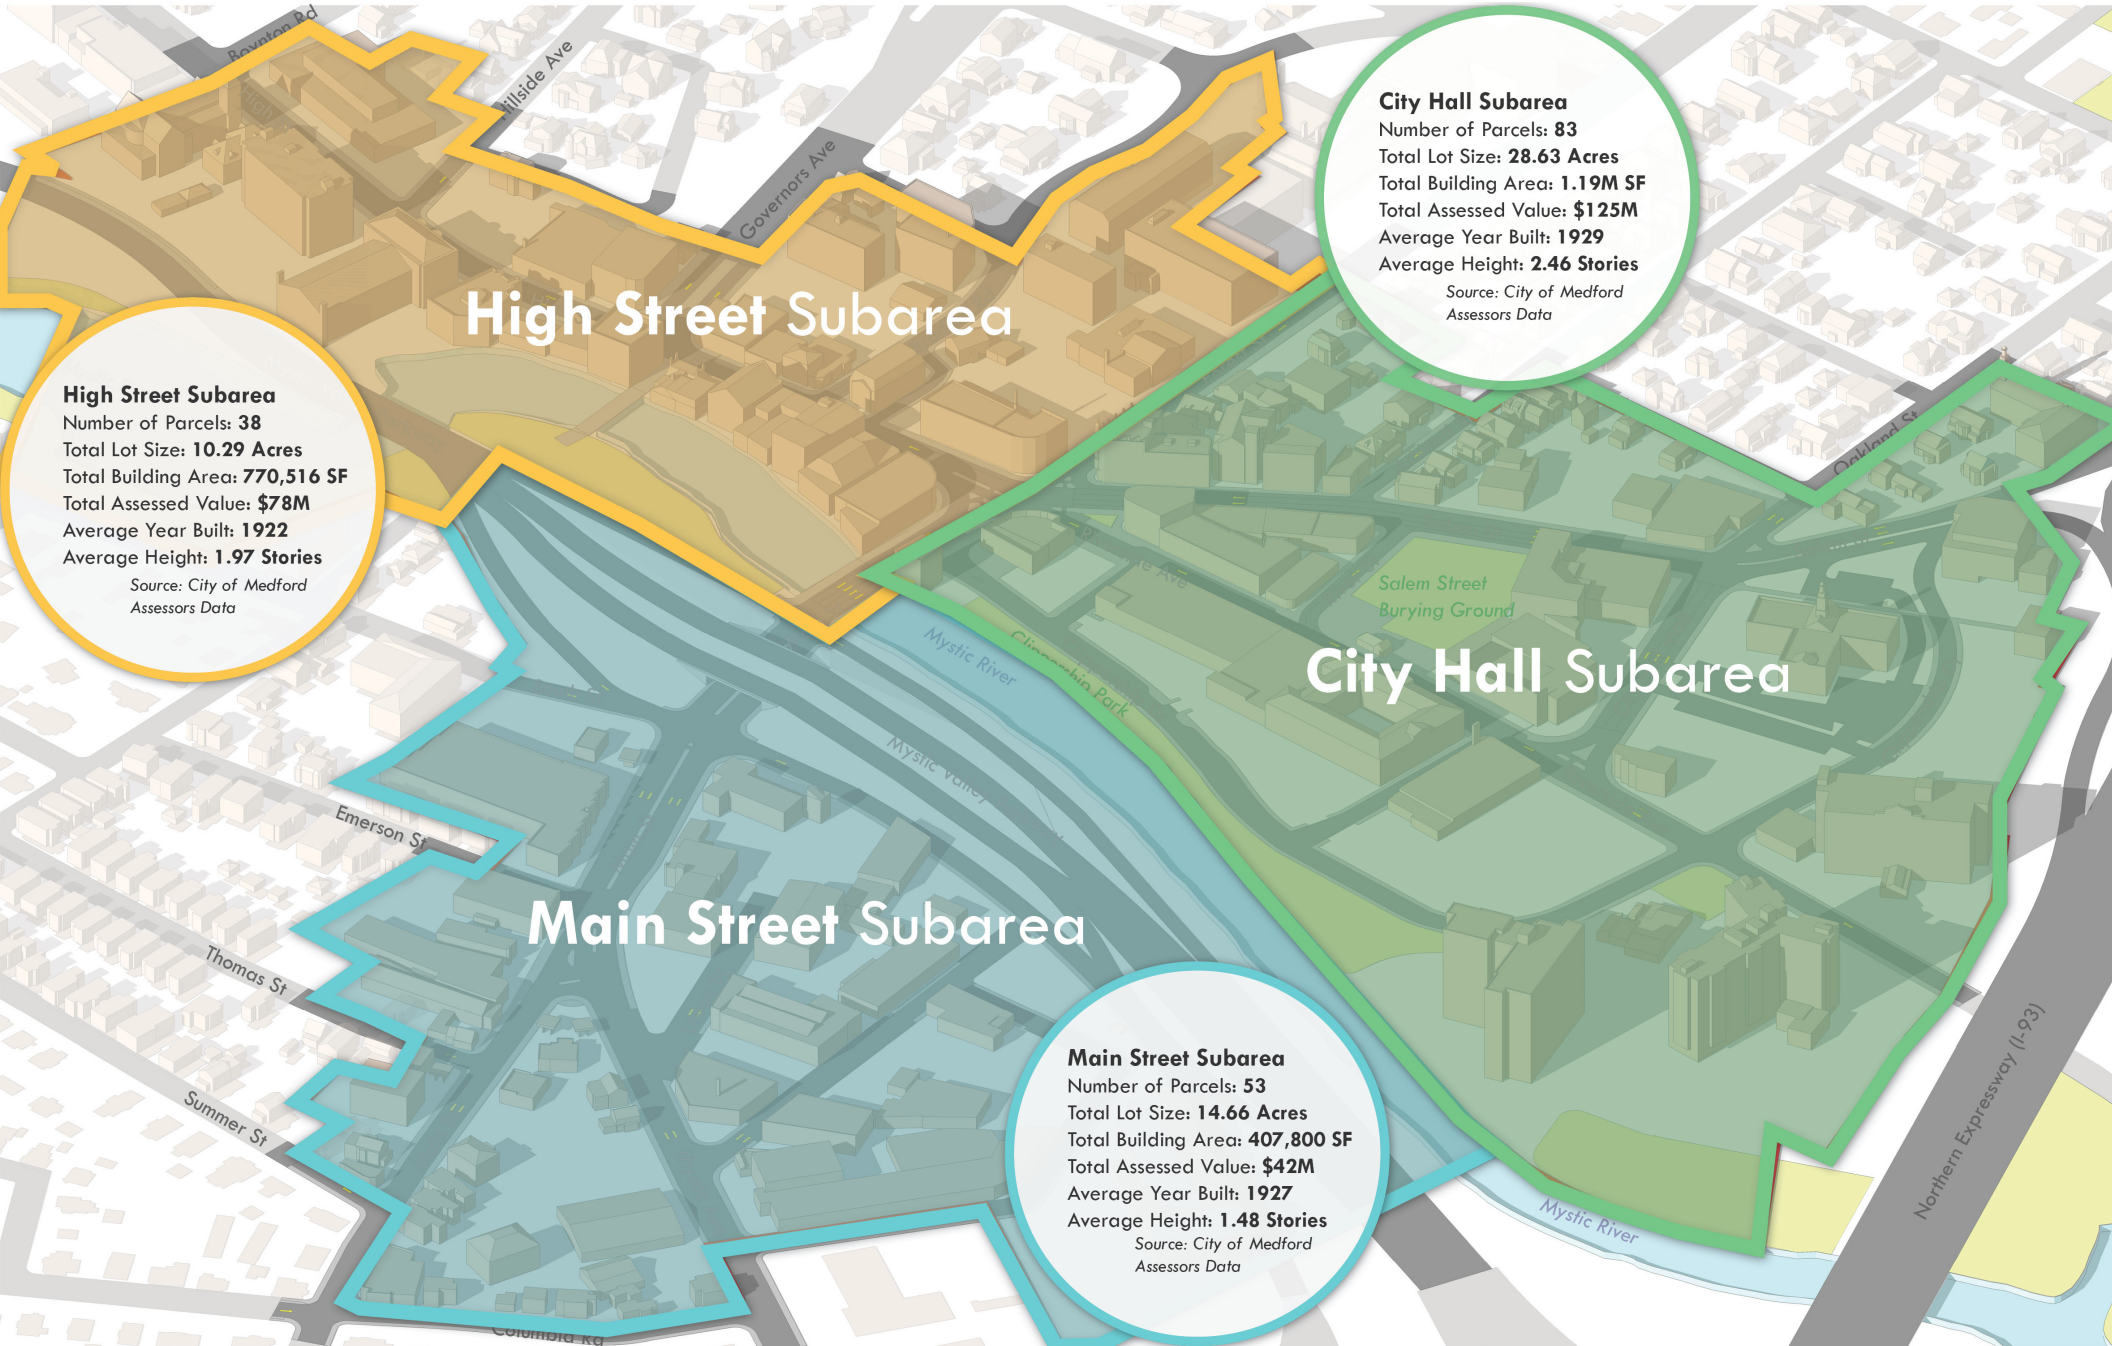 Boynton Rd
High
Hillside Ave
Governors Ave
City Hall Subarea
Number of Parcels: 83
Total Lot Size: 28.63 Acres
Total Building Area: 1.19M SF
Total Assessed Value: $125M
Average Year Built: 1929
Average Height: 2.46 Stories
Source: City of Medford
Assessors Data
High Street Subarea
High Street Subarea
Number of Parcels: 38
Total Lot Size: 10.29 Acres
Total Building Area: 770,516 SF
Total Assessed Value: $78M
Average Year Built: 1922
Average Height: 1.97 Stories
Source: City of Medford
Assessors Data
Oakland St
Ave
Salem Street
Burying Ground
Mystic River
Clippership Park
City Hall Subarea
Mystic Valley
Emerson St
Main Street Subarea
Thomas St
Summer St
Main Street Subarea
Number of Parcels: 53
Total Lot Size: 14.66 Acres
Total Building Area: 407,800 SF
Total Assessed Value: $42M
Average Year Built: 1927
Average Height: 1.48 Stories
Source: City of Medford
Assessors Data
Northern Expressway (I-93)
Mystic River
Columbia Rd